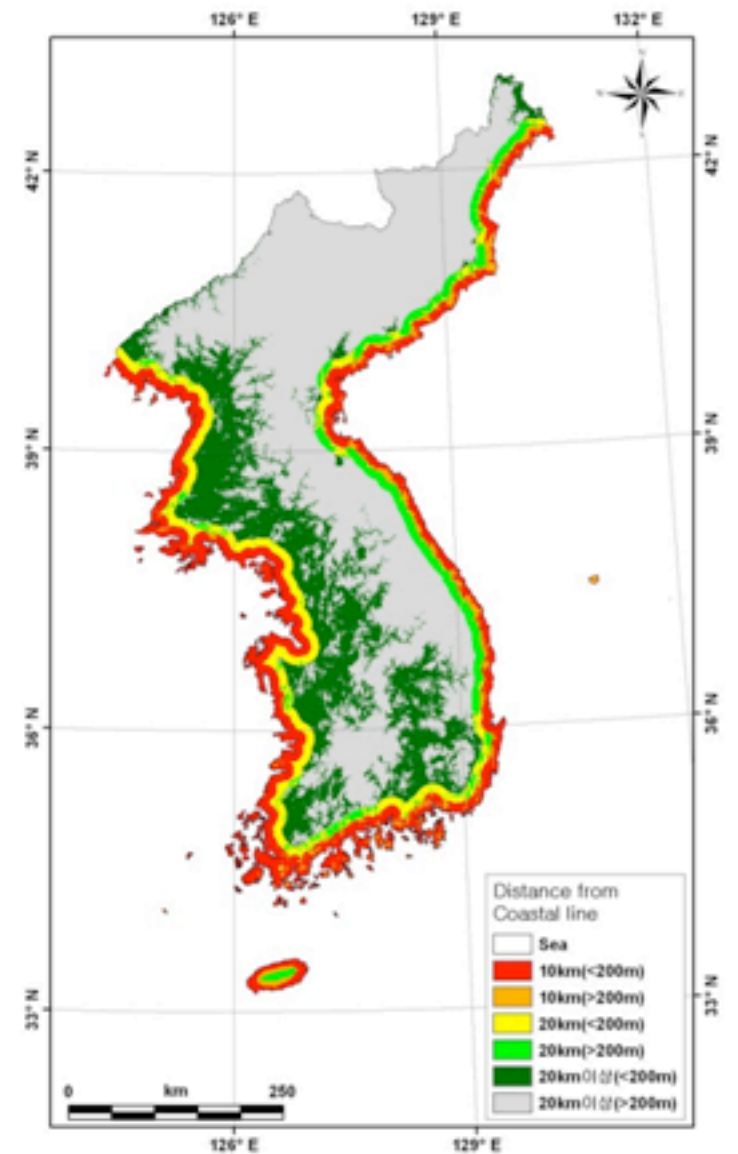 126° E
129° E
132° E
42° N
42° N
39° N
39° N
36° N
36° N
33° N
33° N
Distance from
Coastal line
Sea
10km(<200m)
10km(>200m)
20km(<200m)
20km(>200m)
20km이상(<200m)
20km이상(>200m)
0 km 250
126° E
129° E